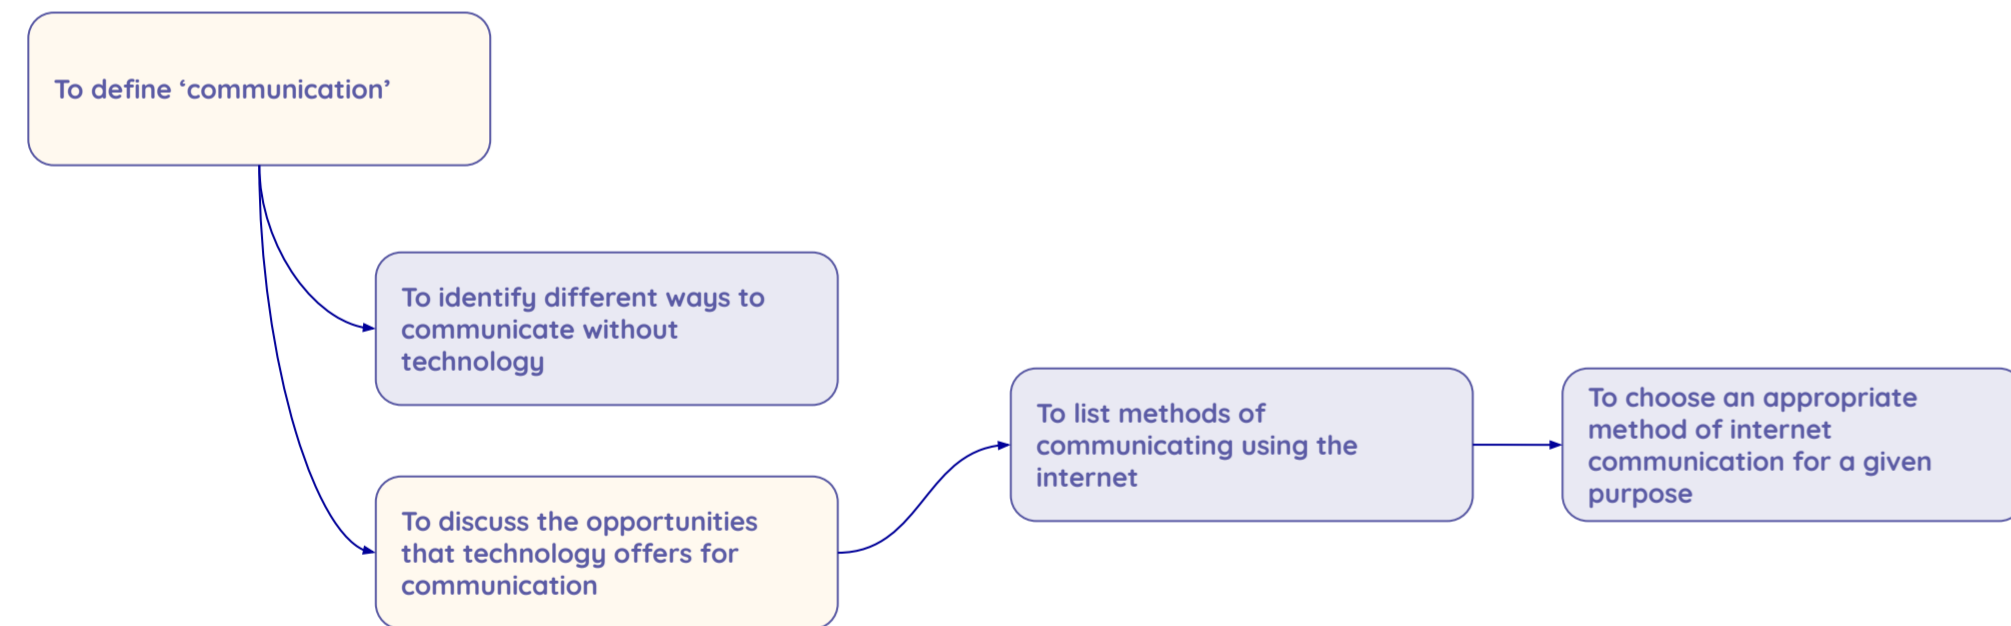 To define ‘communication’
To identify different ways to
communicate without
technology
To discuss the opportunities
that technology offers for
communication
To list methods of
communicating using the
internet
To choose an appropriate
method of internet
communication for a given
purpose